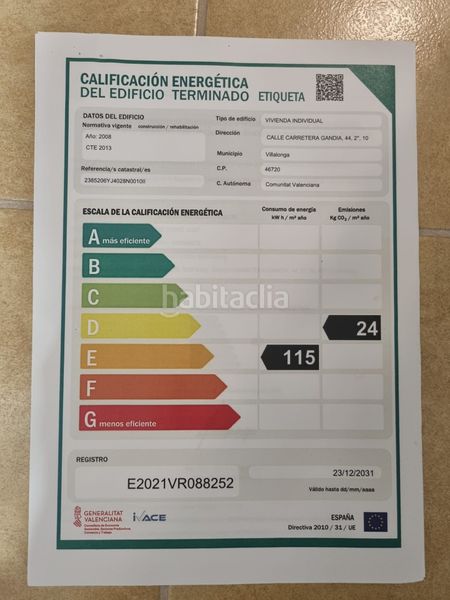 CALIFICACIÓN ENERGÉTICA
DEL EDIFICIO TERMINADO ETIQUETA
DATOS DEL EDIFICIO
Normativa vigente construcción / rehabilitación
Año: 2008
CTE 2013
Referencia/s catastral/es
2385206YJ4028N0010II
Tipo de edificio VIVIENDA INDIVIDUAL
Dirección CALLE CARRETERA GANDIA, 44, 2º, 10
Municipio Villalonga
C.P. 46720
C. Autónoma Comunitat Valenciana
ESCALA DE LA CALIFICACIÓN ENERGÉTICA
Consumo de energía
kW h / m² año
Emisiones
Kg CO₂ / m² año
A más eficiente
B
C
habitaclia
D
24
E
115
F
G menos eficiente
REGISTRO
E2021VR088252
23/12/2031
Válido hasta dd/mm/aaaa
GENERALITAT
VALENCIANA
IVACE
ESPAÑA
Directiva 2010 / 31 / UE